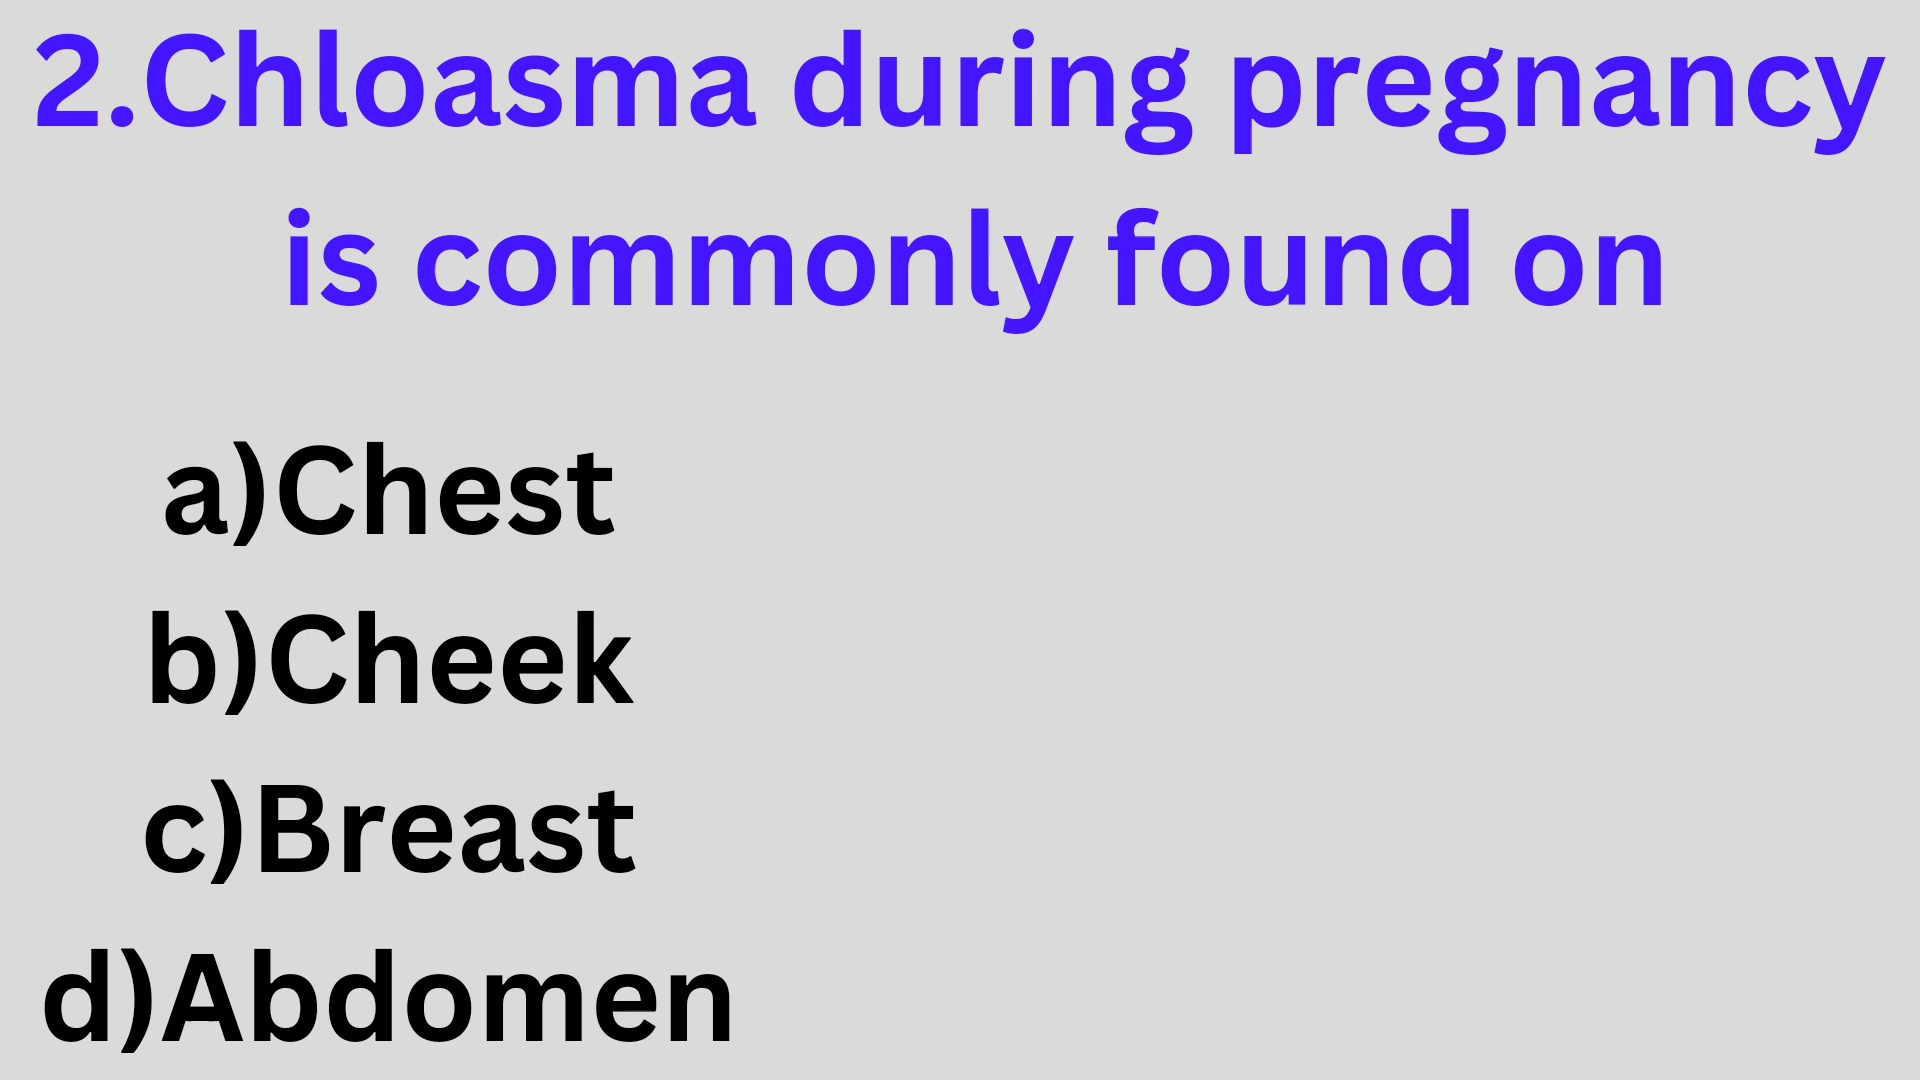 2.Chloasma during pregnancy
is commonly found on
a)Chest
b)Cheek
c)Breast
d)Abdomen